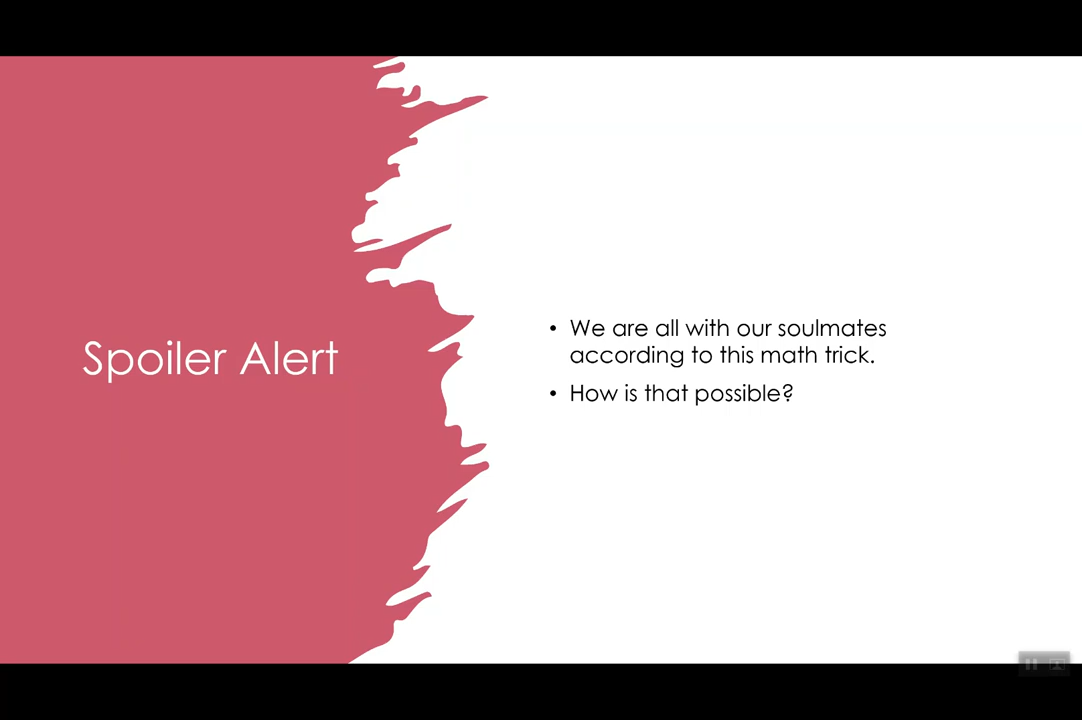 Spoiler Alert
• We are all with our soulmates
according to this math trick.
• How is that possible?